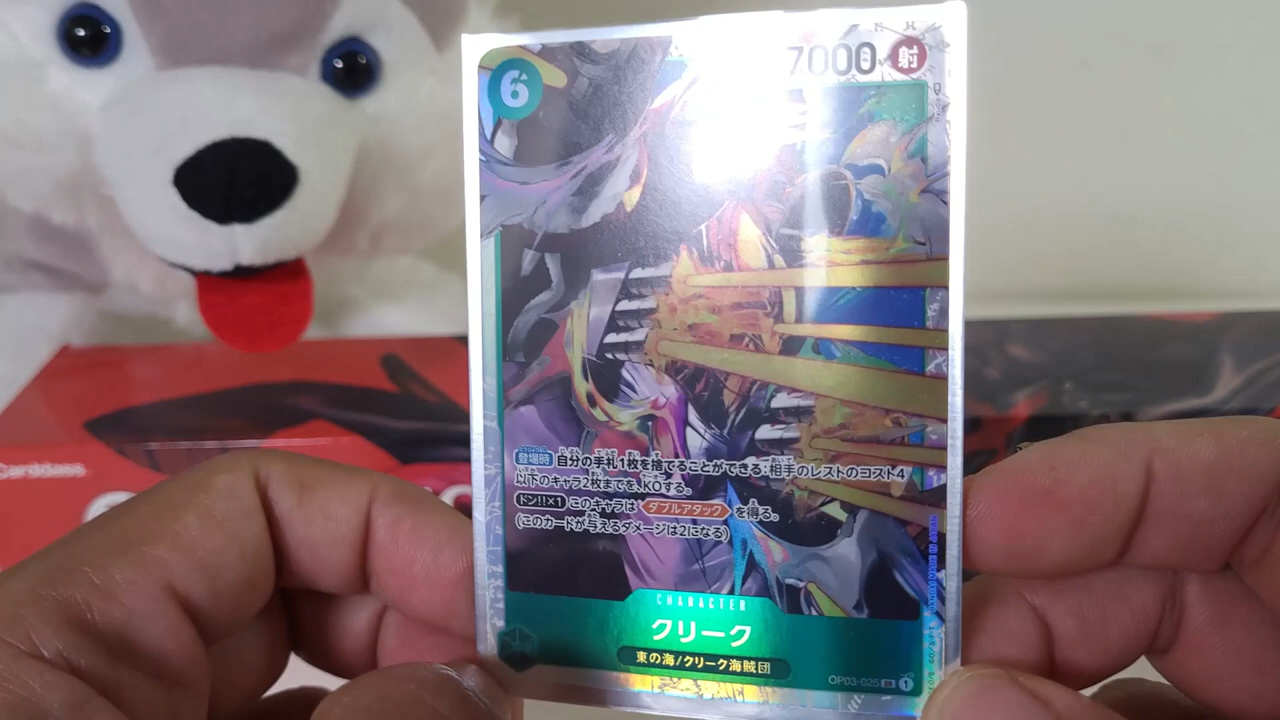 6
7000 射
登場時 自分の手札1枚を捨てることができる：相手のレストのコスト4
以下のキャラ2枚までを、KOする。
ドン!!×1 このキャラは ダブルアタック を得る。
(このカードが与えるダメージは2になる)
CHARACTER
クリーク
東の海/クリーク海賊団
OP03-025 SR 1
Carddass